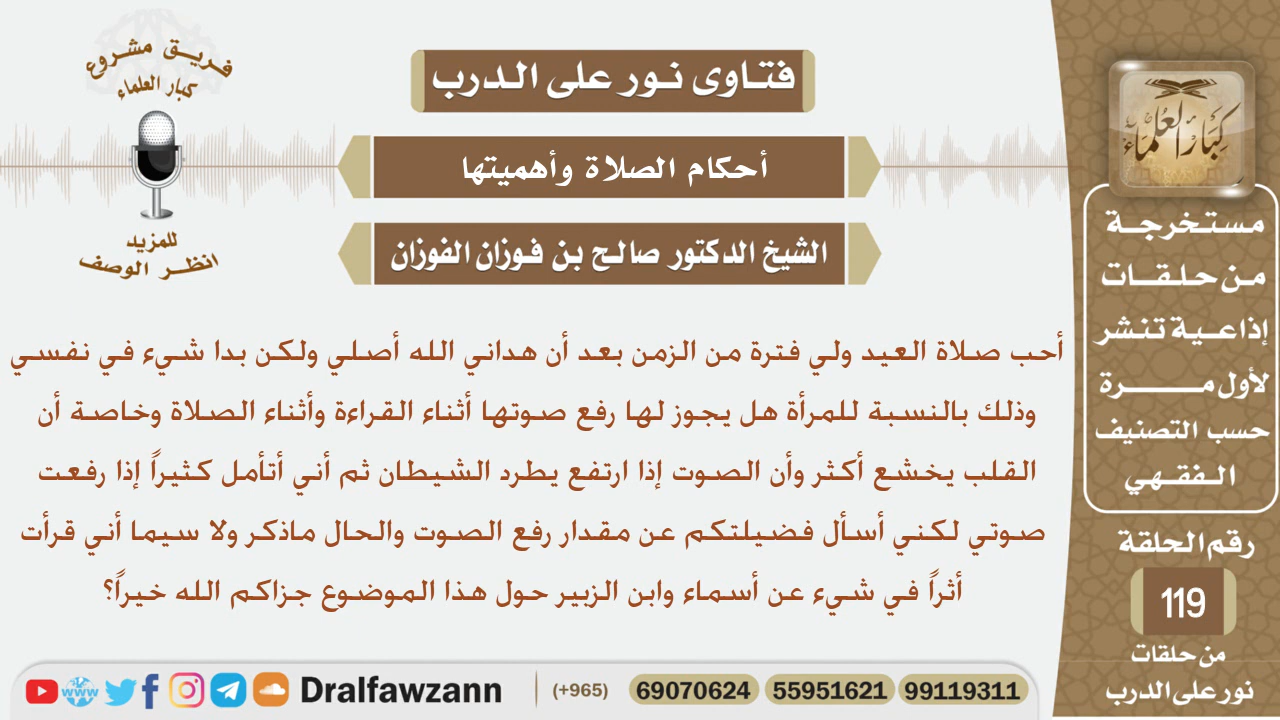 فريق مشروع
كبار العلماء
للمزيد
انظر الوصف
فتاوى نور على الدرب
أحكام الصلاة وأهميتها
الشيخ الدكتور صالح بن فوزان الفوزان
أحب صلاة العيد ولي فترة من الزمن بعد أن هداني الله أصلي ولكن بدا شيء في نفسي
وذلك بالنسبة للمرأة هل يجوز لها رفع صوتها أثناء القراءة وأثناء الصلاة وخاصة أن
القلب يخشع أكثر وأن الصوت إذا ارتفع يطرد الشيطان ثم أني أتأمل كثيراً إذا رفعت
صوتي لكني أسأل فضيلتكم عن مقدار رفع الصوت والحال ماذكر ولا سيما أني قرأت
أثراً في شيء عن أسماء وابن الزبير حول هذا الموضوع جزاكم الله خيراً؟
كبار العلماء
مستخرجة
من حلقات
إذاعية تنشر
لأول مرة
حسب التصنيف
الفقهي
رقم الحلقة
119
من حلقات
نور على الدرب
www
Dralfawzann
(+965) 69070624 55951621 99119311